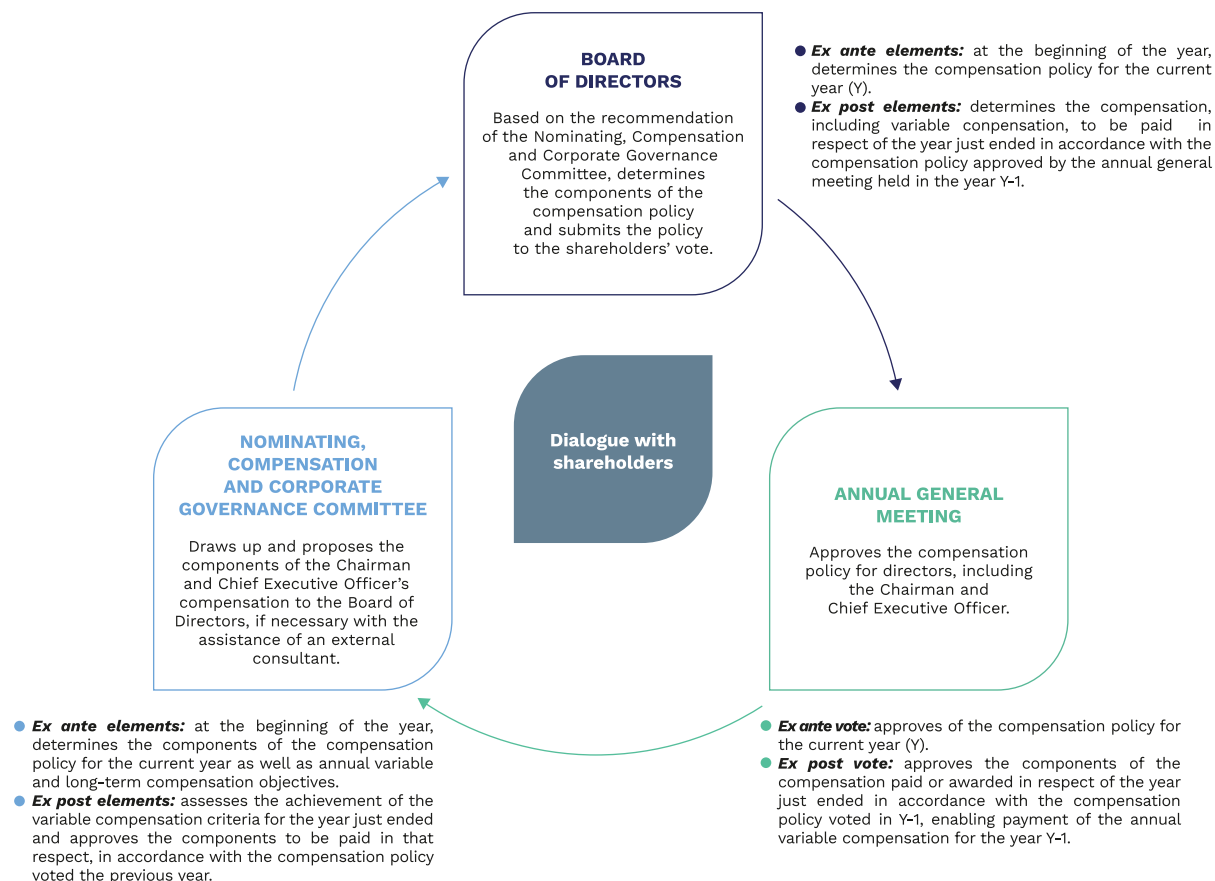 BOARD
OF DIRECTORS
Based on the recommendation
of the Nominating, Compensation
and Corporate Governance
Committee, determines
the components of the
compensation policy
and submits the policy
to the shareholders’ vote.
Ex ante elements: at the beginning of the year,
determines the compensation policy for the current
year (Y).
Ex post elements: determines the compensation,
including variable conpensation, to be paid in
respect of the year just ended in accordance with the
compensation policy approved by the annual general
meeting held in the year Y-1.
Dialogue with
shareholders
NOMINATING,
COMPENSATION
AND CORPORATE
GOVERNANCE COMMITTEE
Draws up and proposes the
components of the Chairman
and Chief Executive Officer’s
compensation to the Board of
Directors, if necessary with the
assistance of an external
consultant.
ANNUAL GENERAL
MEETING
Approves the compensation
policy for directors, including
the Chairman and
Chief Executive Officer.
Ex ante elements: at the beginning of the year,
determines the components of the compensation
policy for the current year as well as annual variable
and long-term compensation objectives.
Ex post elements: assesses the achievement of the
variable compensation criteria for the year just ended
and approves the components to be paid in that
respect, in accordance with the compensation policy
voted the previous year.
Ex ante vote: approves of the compensation policy for
the current year (Y).
Ex post vote: approves the components of the
compensation paid or awarded in respect of the year
just ended in accordance with the compensation
policy voted in Y-1, enabling payment of the annual
variable compensation for the year Y-1.